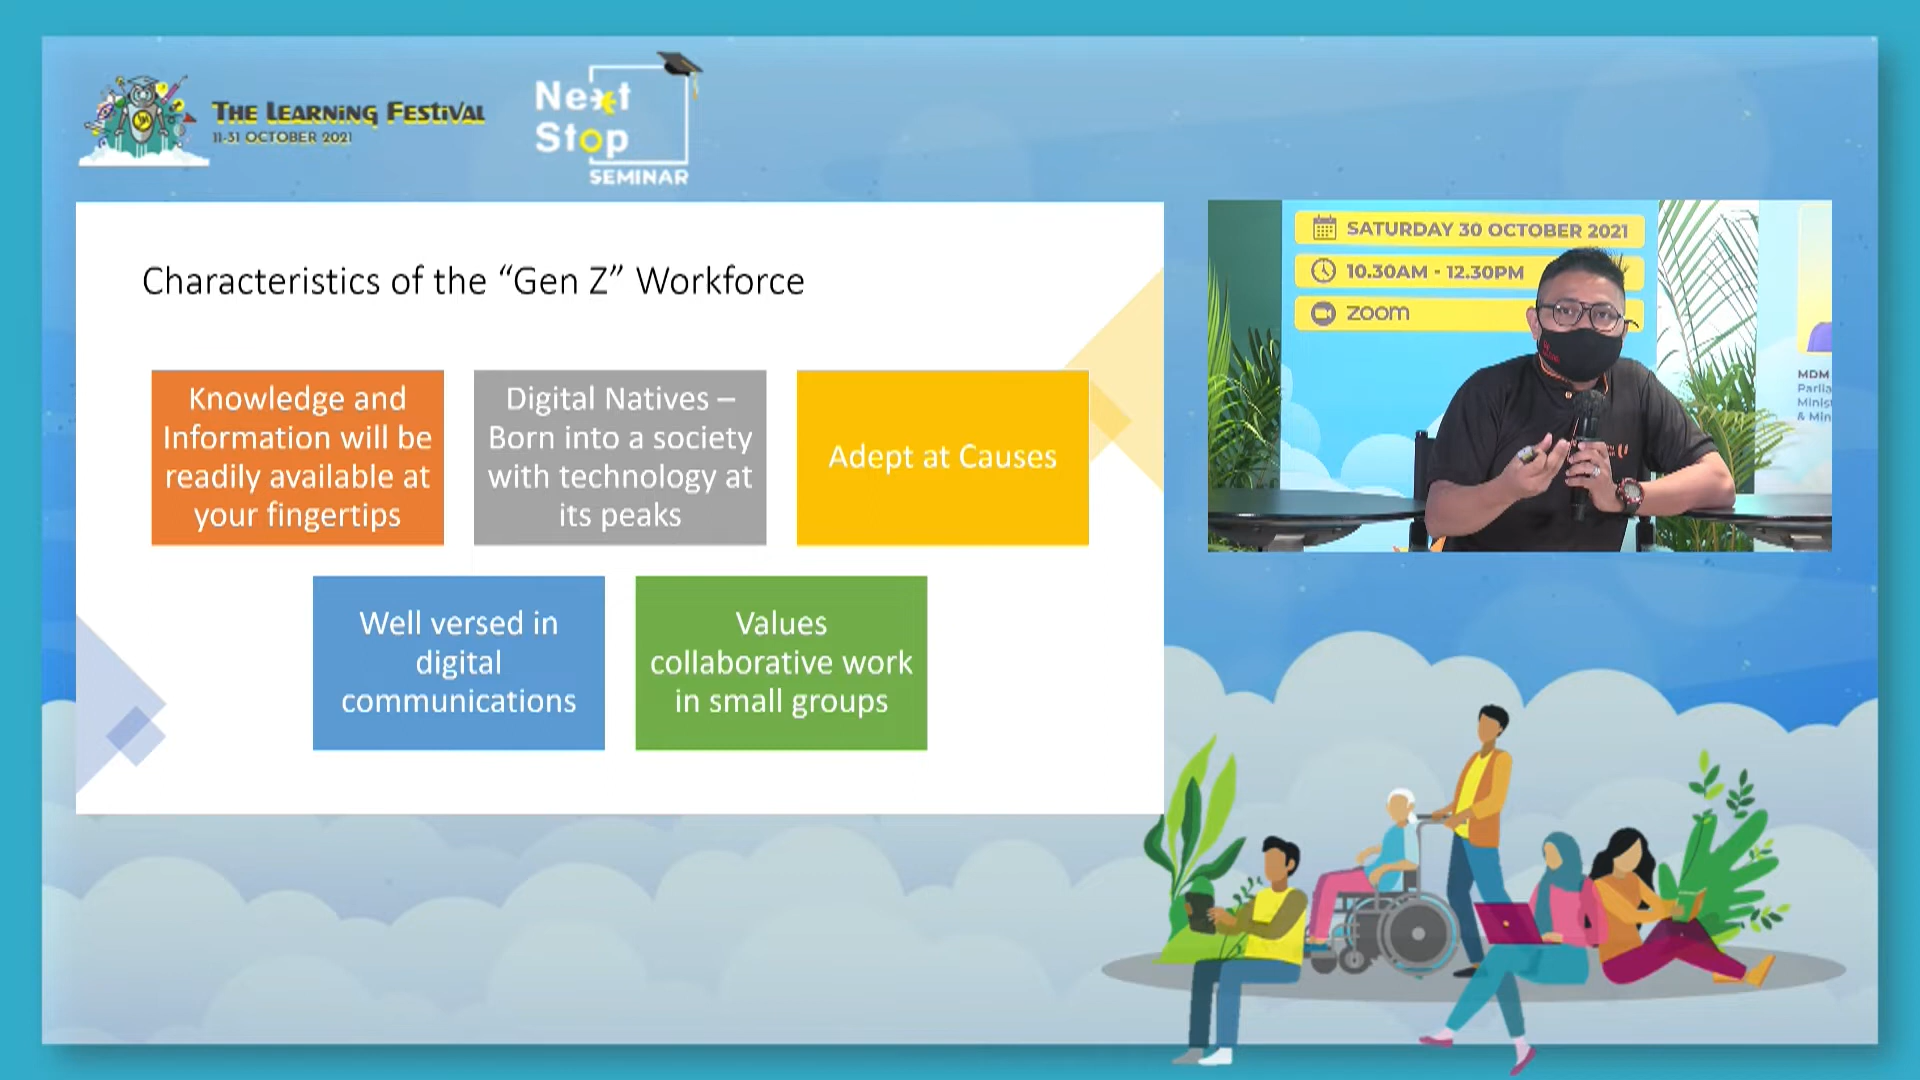 THE LEARNING FESTIVAL
11-31 OCTOBER 2021
Next
Stop
SEMINAR
Characteristics of the “Gen Z” Workforce
Knowledge and
Information will be
readily available at
your fingertips
Digital Natives –
Born into a society
with technology at
its peaks
Adept at Causes
Well versed in
digital
communications
Values
collaborative work
in small groups
SATURDAY 30 OCTOBER 2021
10.30AM - 12.30PM
zoom
MDM
Parlia
Minis
& Min